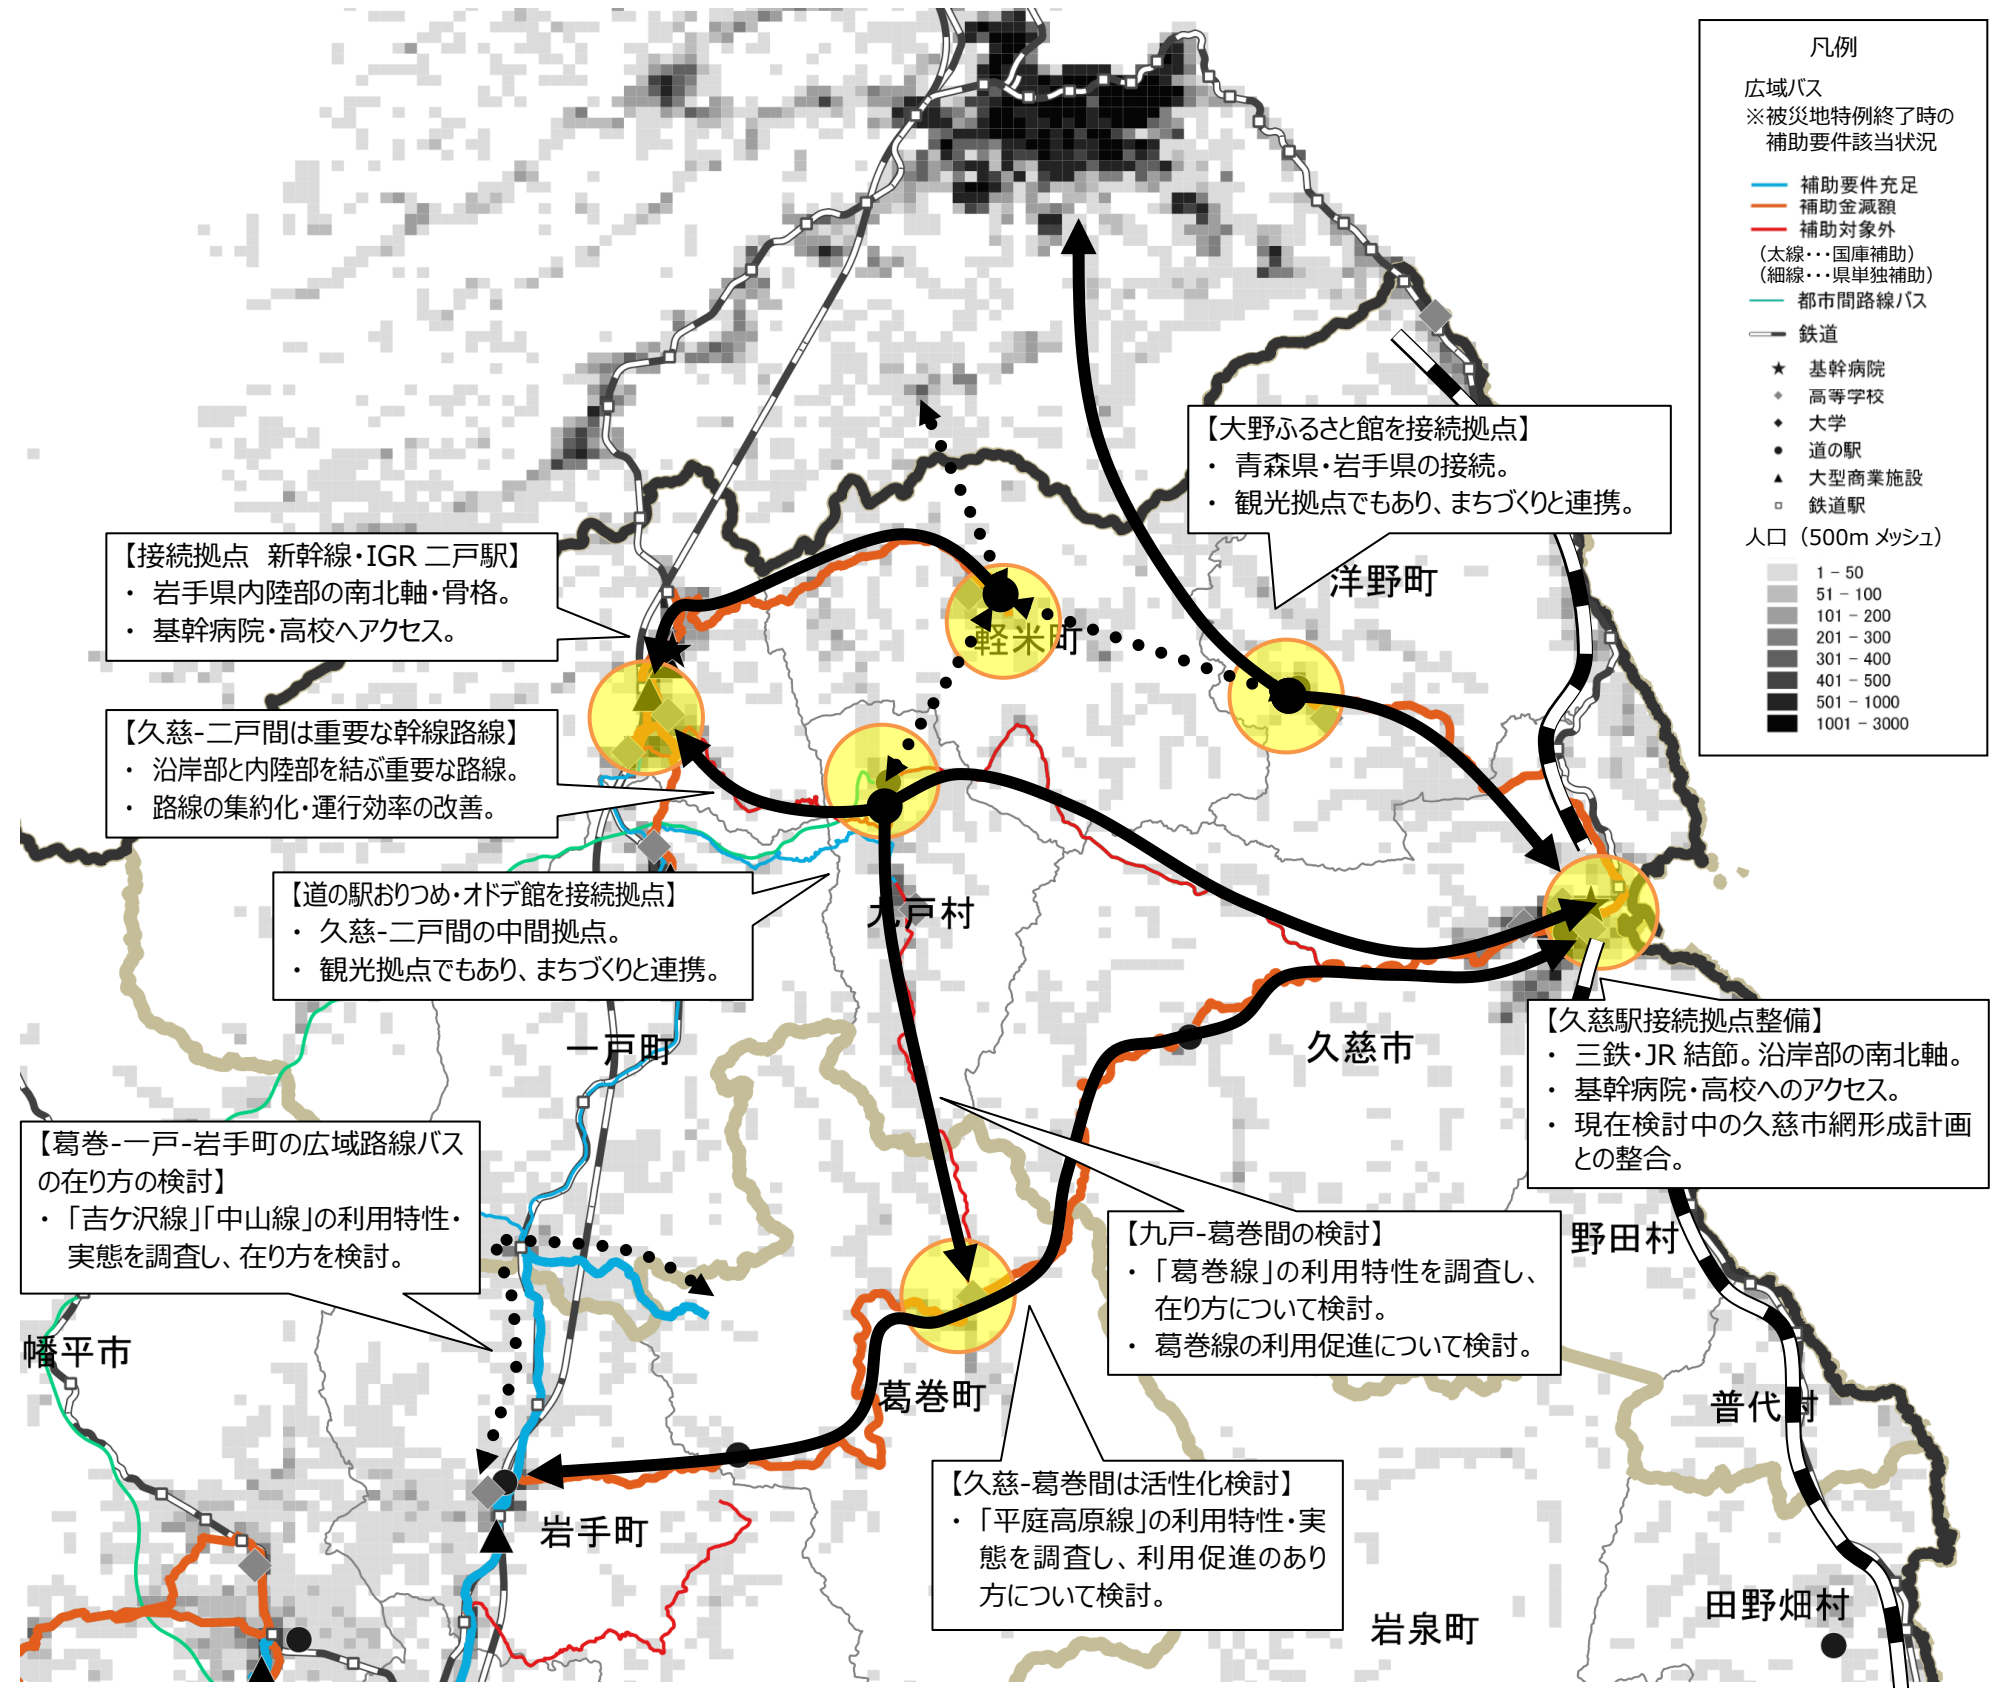 凡例
広域バス
※被災地特例終了時の
補助要件該当状況
補助要件充足
補助金減額
補助対象外
（太線・・・国庫補助）
（細線・・・県単独補助）
都市間路線バス
鉄道
★ 基幹病院
◆ 高等学校
◆ 大学
● 道の駅
▲ 大型商業施設
□ 鉄道駅
人口（500m メッシュ）
1 - 50
51 - 100
101 - 200
201 - 300
301 - 400
401 - 500
501 - 1000
1001 - 3000
【大野ふるさと館を接続拠点】
・ 青森県・岩手県の接続。
・ 観光拠点でもあり、まちづくりと連携。
【接続拠点 新幹線・IGR 二戸駅】
・ 岩手県内陸部の南北軸・骨格。
・ 基幹病院・高校へアクセス。
洋野町
軽米町
【久慈-二戸間は重要な幹線路線】
・ 沿岸部と内陸部を結ぶ重要な路線。
・ 路線の集約化・運行効率の改善。
【道の駅おりつめ・オドデ館を接続拠点】
・ 久慈-二戸間の中間拠点。
・ 観光拠点でもあり、まちづくりと連携。
九戸村
一戸町
久慈市
【久慈駅接続拠点整備】
・ 三鉄・JR 結節。沿岸部の南北軸。
・ 基幹病院・高校へのアクセス。
・ 現在検討中の久慈市網形成計画
との整合。
【葛巻-一戸-岩手町の広域路線バス
の在り方の検討】
・ 「吉ケ沢線」「中山線」の利用特性・
実態を調査し、在り方を検討。
【九戸-葛巻間の検討】
・ 「葛巻線」の利用特性を調査し、
在り方について検討。
・ 葛巻線の利用促進について検討。
野田村
幡平市
葛巻町
普代村
【久慈-葛巻間は活性化検討】
・ 「平庭高原線」の利用特性・実
態を調査し、利用促進のあり
方について検討。
岩手町
岩泉町
田野畑村